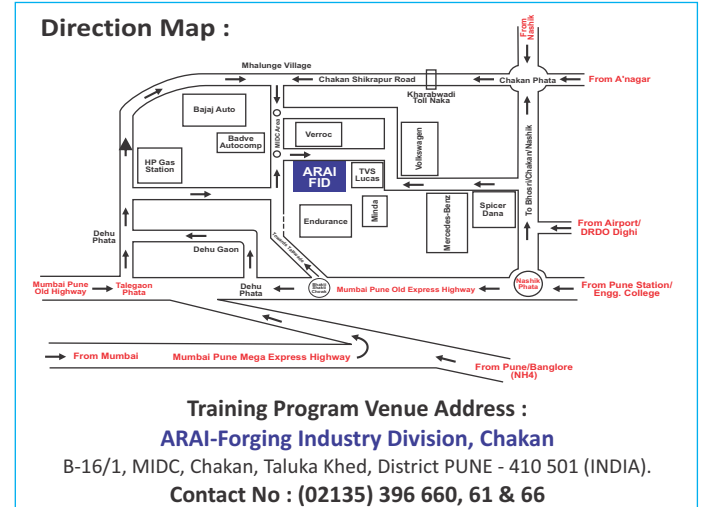 Direction Map :
From
Nashik
Mhalunge Village
Chakan Shikrapur Road
Kharabwadi
Toll Naka
Chakan Phata
From A'nagar
Bajaj Auto
Badve
Autocomp
MIDC Area
Verroc
Volkswagen
To Bhosri/Chakan/Nashik
HP Gas
Station
ARAI
FID
TVS
Lucas
Endurance
Minda
Mercedes-Benz
Spicer
Dana
From Airport/
DRDO Dighi
Dehu
Phata
Dehu Gaon
Towards
Mumbai Pune
Old Highway
Talegaon
Phata
Dehu
Phata
Chowk
Mumbai Pune Old Express Highway
Nashik
Phata
From Pune Station/
Engg. College
From Mumbai
Mumbai Pune Mega Express Highway
From Pune/Banglore
(NH4)
Training Program Venue Address :
ARAI-Forging Industry Division, Chakan
B-16/1, MIDC, Chakan, Taluka Khed, District PUNE - 410 501 (INDIA).
Contact No : (02135) 396 660, 61 & 66